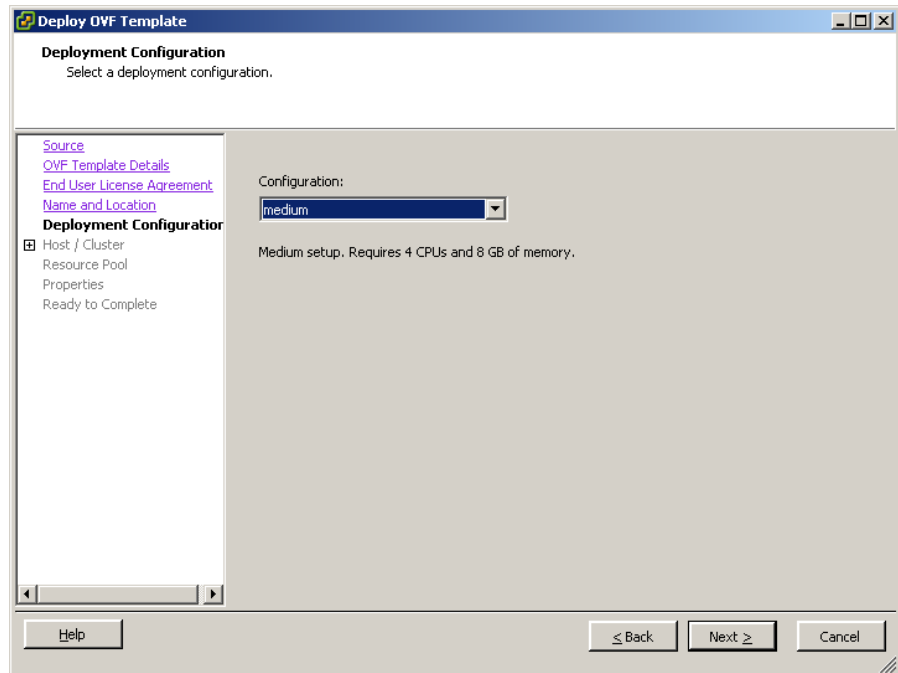 Deploy OVF Template
Deployment Configuration
Select a deployment configuration.
Source
OVF Template Details
End User License Agreement
Name and Location
Deployment Configuration
Host / Cluster
Resource Pool
Properties
Ready to Complete
Configuration:
medium
Medium setup. Requires 4 CPUs and 8 GB of memory.
Help
≤ Back
Next ≥
Cancel